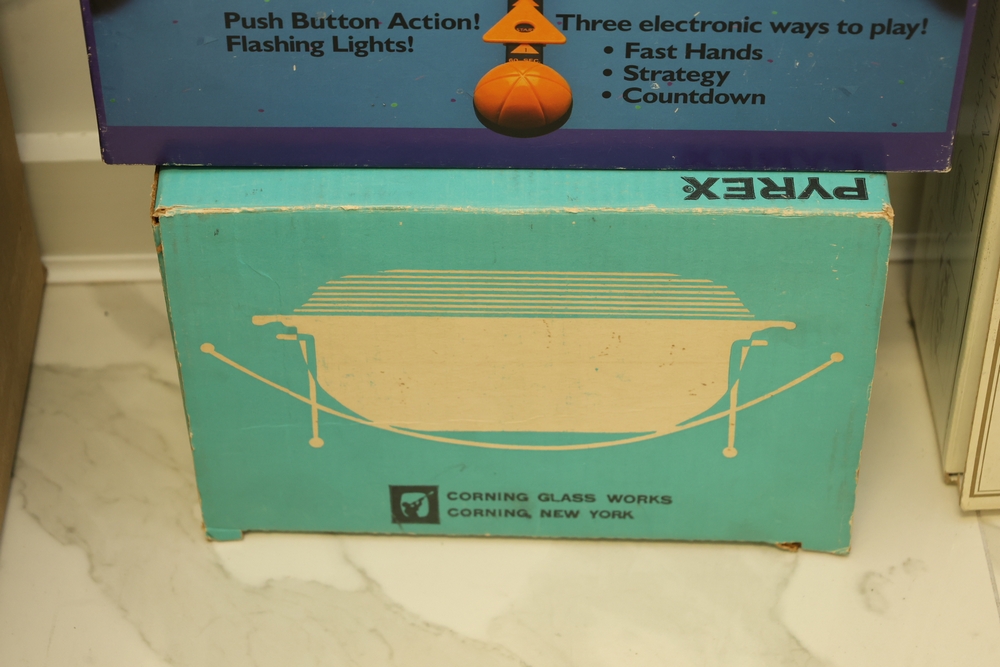 Push Button Action!
Flashing Lights!
Three electronic ways to play!
• Fast Hands
• Strategy
• Countdown
PYREX
CORNING GLASS WORKS
CORNING, NEW YORK